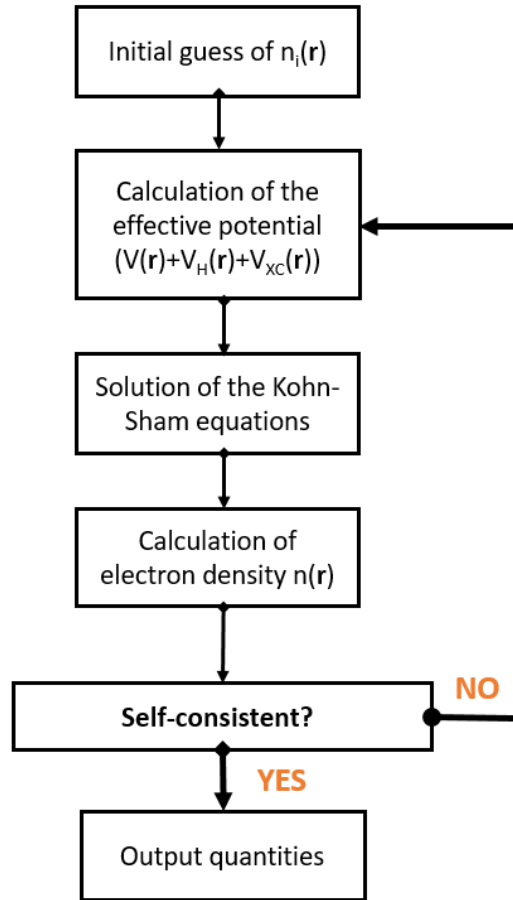 Initial guess of nᵢ(r)
Calculation of the
effective potential
(V(r)+V_H(r)+V_XC(r))
Solution of the Kohn-
Sham equations
Calculation of
electron density n(r)
Self-consistent?
NO
YES
Output quantities